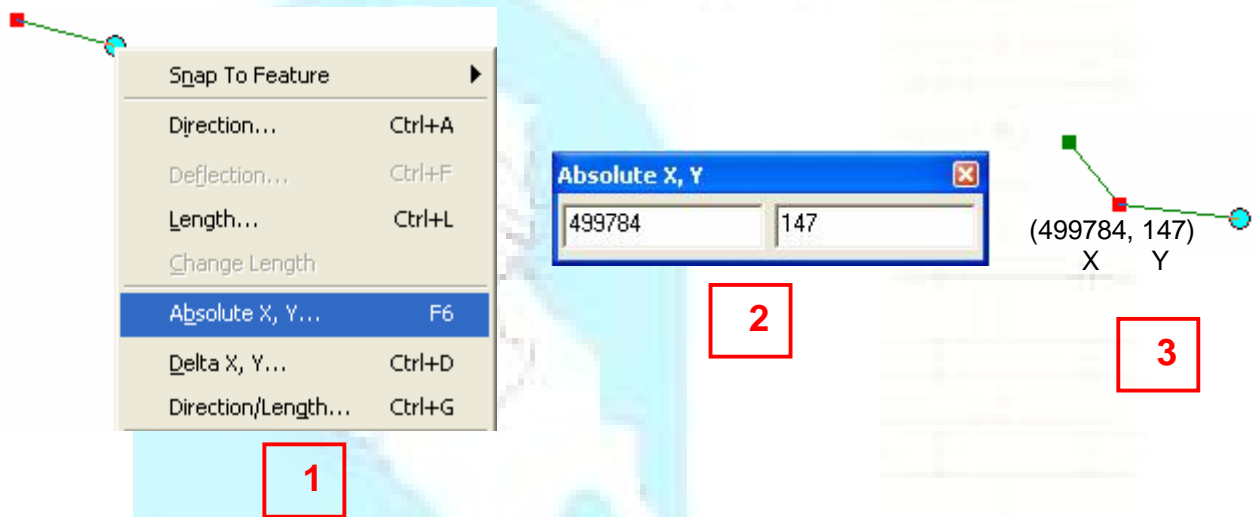 Snap To Feature
Direction... Ctrl+A
Deflection... Ctrl+F
Length... Ctrl+L
Change Length
Absolute X, Y... F6
Delta X, Y... Ctrl+D
Direction/Length... Ctrl+G
1
Absolute X, Y
499784 147
2
(499784, 147)
X Y
3